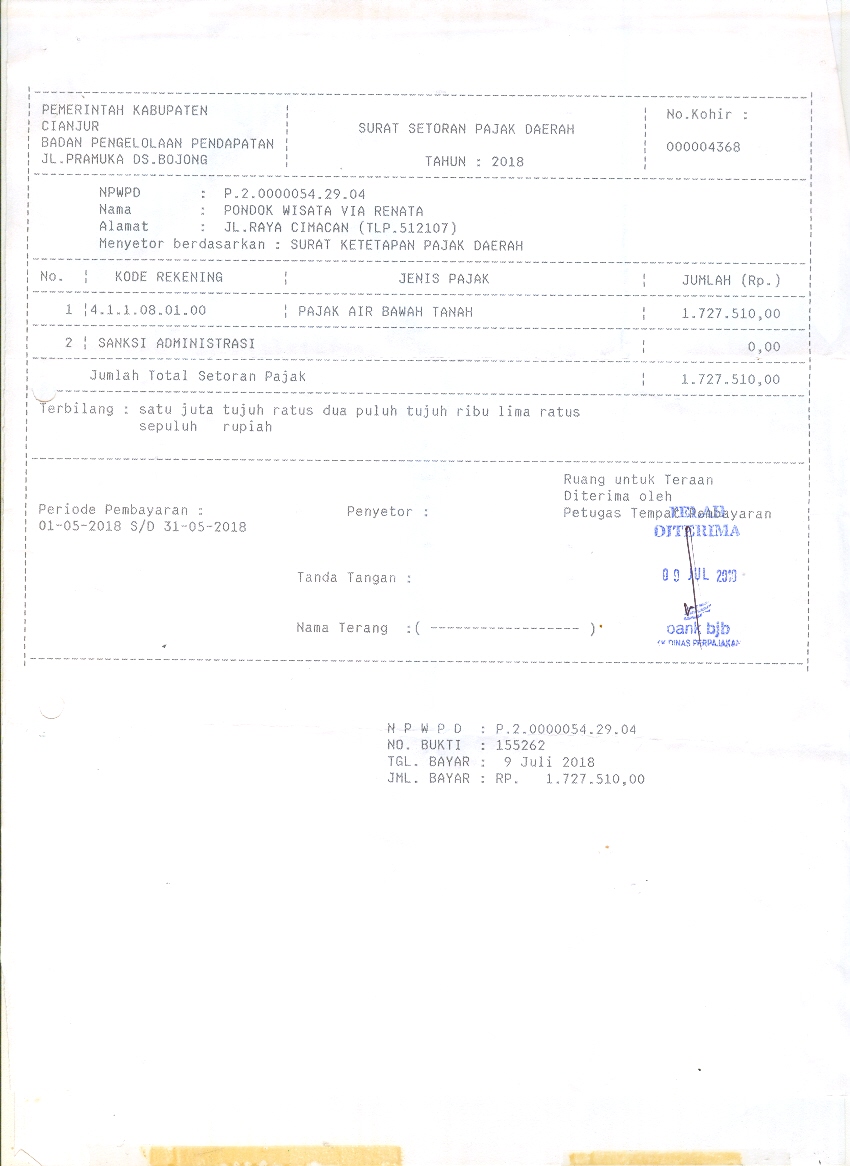 PEMERINTAH KABUPATEN
CIANJUR
BADAN PENGELOLAAN PENDAPATAN
JL.PRAMUKA DS.BOJONG
SURAT SETORAN PAJAK DAERAH
TAHUN : 2018
No.Kohir :
000004368
NPWPD : P.2.0000054.29.04
Nama : PONDOK WISATA VIA RENATA
Alamat : JL.RAYA CIMACAN (TLP.512107)
Menyetor berdasarkan : SURAT KETETAPAN PAJAK DAERAH
No. ¦ KODE REKENING ¦ JENIS PAJAK ¦ JUMLAH (Rp.)
1 ¦4.1.1.08.01.00 ¦ PAJAK AIR BAWAH TANAH ¦ 1.727.510,00
2 ¦ SANKSI ADMINISTRASI ¦ 0,00
Jumlah Total Setoran Pajak ¦ 1.727.510,00
Terbilang : satu juta tujuh ratus dua puluh tujuh ribu lima ratus
sepuluh rupiah
Ruang untuk Teraan
Diterima oleh
Petugas Tempat Pembayaran
Periode Pembayaran :
01-05-2018 S/D 31-05-2018
Penyetor :
TELAH
DITERIMA
Tanda Tangan :
09 JUL 2018
Nama Terang :( ------------------ )
bank bjb
DINAS PERPAJAKAN
N P W P D : P.2.0000054.29.04
NO. BUKTI : 155262
TGL. BAYAR : 9 Juli 2018
JML. BAYAR : RP. 1.727.510,00